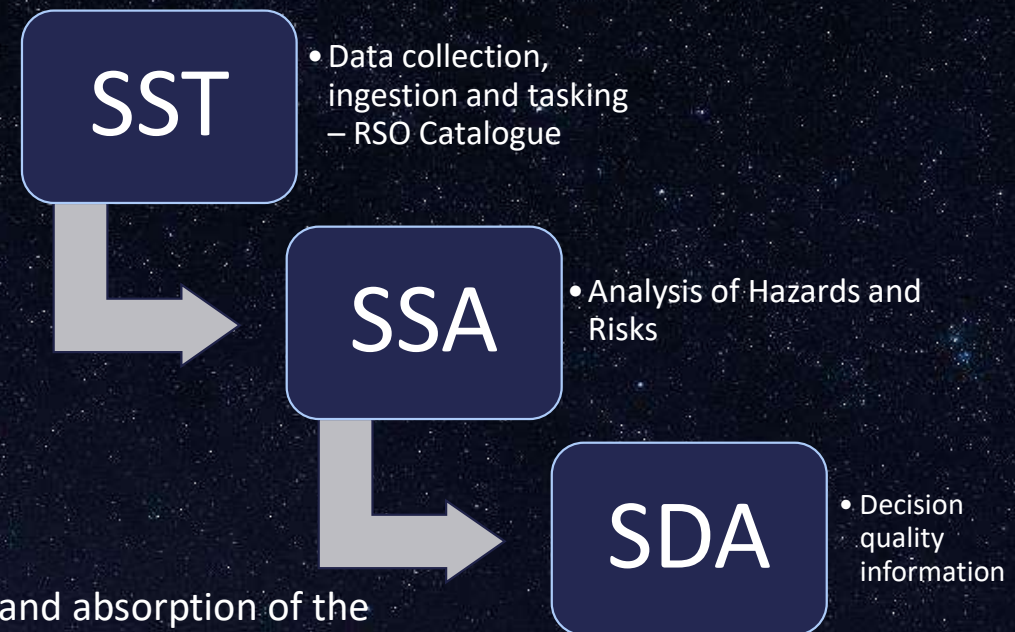 SST
• Data collection,
ingestion and tasking
– RSO Catalogue
SSA
• Analysis of Hazards and
Risks
SDA
• Decision
quality
information
and absorption of the